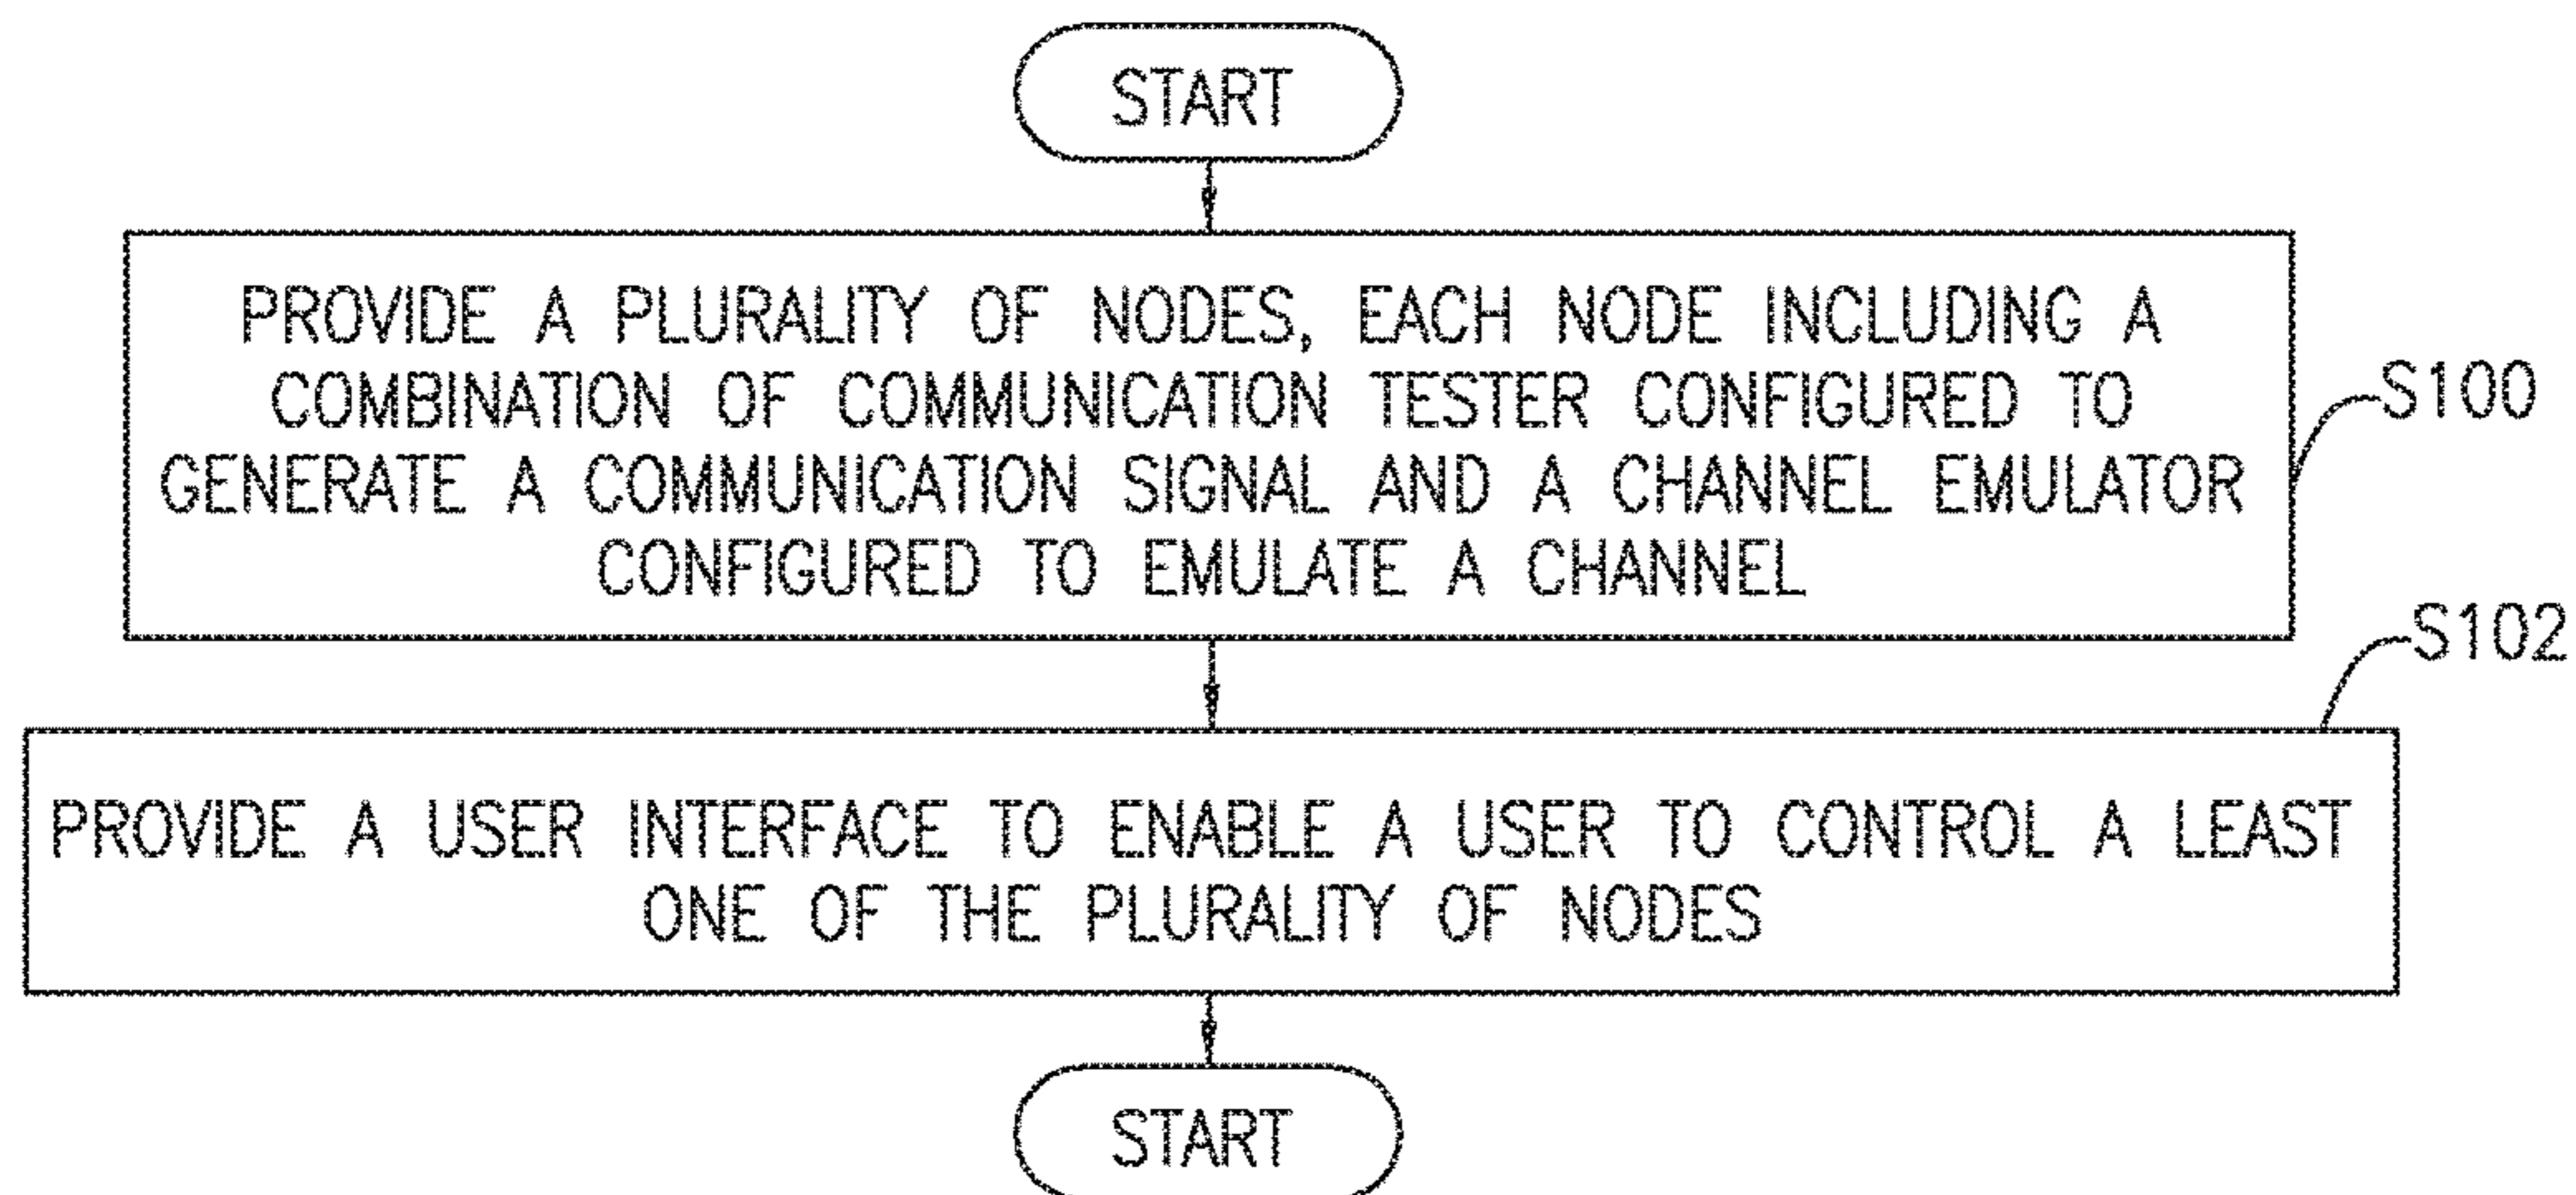 START
PROVIDE A PLURALITY OF NODES, EACH NODE INCLUDING A
COMBINATION OF COMMUNICATION TESTER CONFIGURED TO
GENERATE A COMMUNICATION SIGNAL AND A CHANNEL EMULATOR
CONFIGURED TO EMULATE A CHANNEL
S100
S102
PROVIDE A USER INTERFACE TO ENABLE A USER TO CONTROL A LEAST
ONE OF THE PLURALITY OF NODES
START